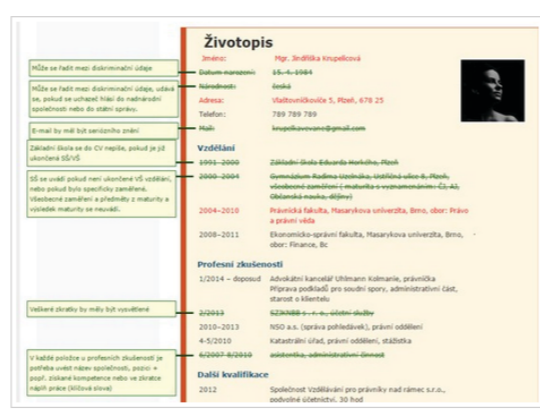 Životopis
Může se řadit mezi diskriminační údaje
Může se řadit mezi diskriminační údaje, udává
se, pokud se uchazeč hlásí do nadnárodní
společnosti nebo do státní správy.
E-mail by měl být seriózního znění
Základní škola se do CV nepíše, pokud je již
ukončená SŠ/VŠ
SŠ se uvádí pokud není ukončené VŠ vzdělání,
nebo pokud bylo specificky zaměřené.
Všeobecné zaměření a předměty z maturity a
výsledek maturity se neuvádí.
Veškeré zkratky by měly být vysvětlené
V každé položce u profesních zkušeností je
potřeba uvést název společnosti, pozici +
popř. získané kompetence nebo ve zkratce
náplň práce (klíčová slova)
Jméno: Mgr. Jindřiška Krupelicová
Datum narození: 15. 4. 1984
Národnost: česká
Adresa: Vlaštovníčkoviče 5, Plzeň, 678 25
Telefon: 789 789 789
Mail: krupelkavevane@gmail.com
Vzdělání
1991–2000 Základní škola Eduarda Horkého, Plzeň
2000–2004 Gymnázium Radima Uzolnáka, Ustřižná ulice 8, Plzeň,
všeobecné zaměření ( maturita s vyznamenáním: ČJ, AJ,
Občanská nauka, dějiny)
2004–2010 Právnická fakulta, Masarykova univerzita, Brno, obor: Právo
a právní věda
2008–2011 Ekonomicko-správní fakulta, Masarykova univerzita, Brno,
obor: Finance, Bc
Profesní zkušenosti
1/2014 – doposud Advokátní kancelář Uhlmann Kolmanie, právnička
Příprava podkladů pro soudní spory, administrativní část,
starost o klientelu
2/2013 SZJKNBB s . r. o., účetní služby
2010–2013 NSO a.s. (správa pohledávek), právní oddělení
4-5/2010 Katastrální úřad, právní oddělení, stážistka
6/2007-8/2010 asistentka, administrativní činnost
Další kvalifikace
2012 Společnost Vzdělávání pro právníky nad rámec s.r.o.,
podvojné účetnictví, 30 hod